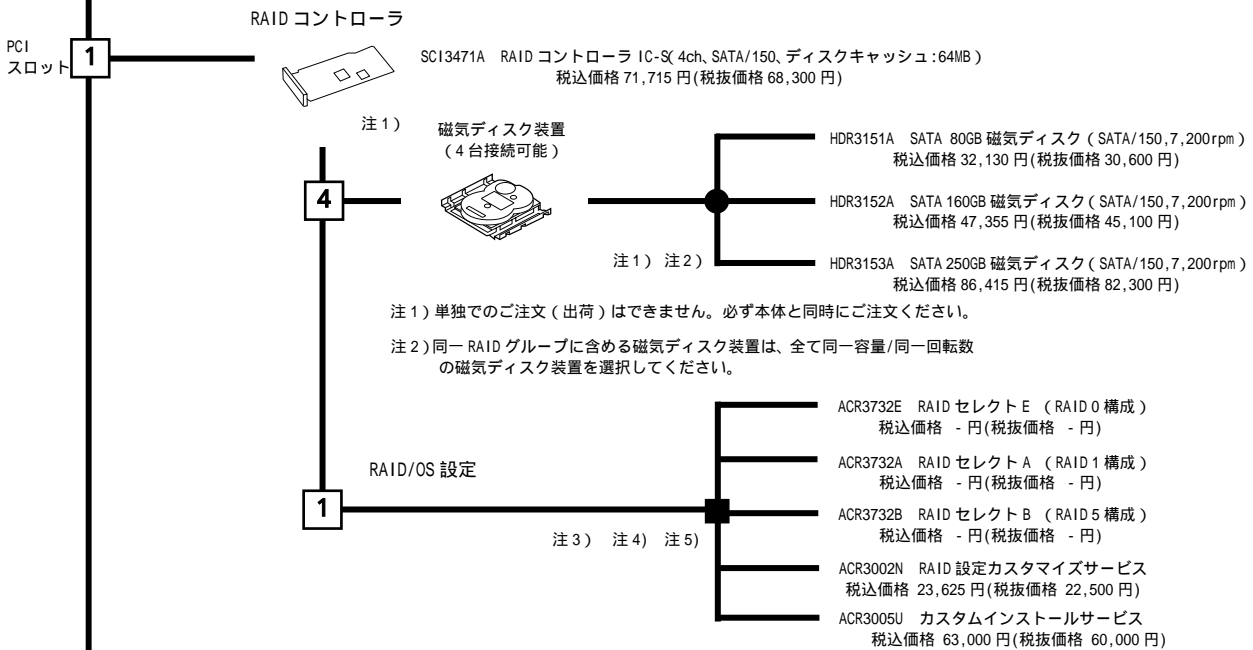 RAID コントローラ
PCI
スロット
1
SCI3471A RAID コントローラ IC-S( 4ch、SATA/150、ディスクキャッシュ:64MB )
税込価格 71,715 円(税抜価格 68,300 円)
注 1 )
磁気ディスク装置
( 4 台接続可能 )
4
HDR3151A SATA 80GB 磁気ディスク ( SATA/150,7,200rpm )
税込価格 32,130 円(税抜価格 30,600 円)
HDR3152A SATA 160GB 磁気ディスク ( SATA/150,7,200rpm )
税込価格 47,355 円(税抜価格 45,100 円)
注 1 ) 注 2 )
HDR3153A SATA 250GB 磁気ディスク ( SATA/150,7,200rpm )
税込価格 86,415 円(税抜価格 82,300 円)
注 1 ) 単独でのご注文 ( 出荷 ) はできません。必ず本体と同時にご注文ください。
注 2 ) 同一 RAID グループに含める磁気ディスク装置は、全て同一容量/同一回転数
の磁気ディスク装置を選択してください。
RAID/OS 設定
1
注 3 ) 注 4) 注 5)
ACR3732E RAID セレクト E ( RAID 0 構成 )
税込価格 - 円(税抜価格 - 円)
ACR3732A RAID セレクト A ( RAID 1 構成 )
税込価格 - 円(税抜価格 - 円)
ACR3732B RAID セレクト B ( RAID 5 構成 )
税込価格 - 円(税抜価格 - 円)
ACR3002N RAID 設定カスタマイズサービス
税込価格 23,625 円(税抜価格 22,500 円)
ACR3005U カスタムインストールサービス
税込価格 63,000 円(税抜価格 60,000 円)